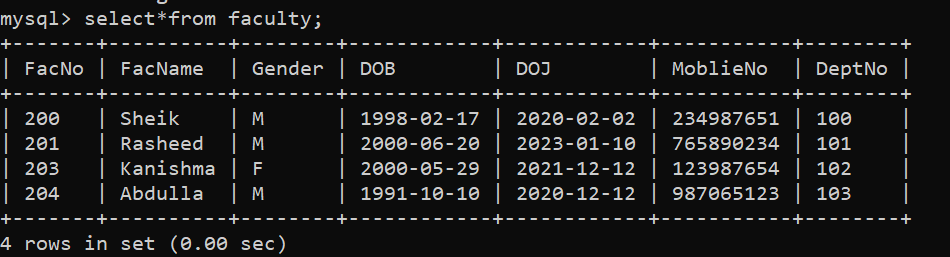 mysql> select*from faculty;
+-------+----------+--------+------------+------------+-----------+--------+
| FacNo | FacName  | Gender | DOB        | DOJ        | MoblieNo  | DeptNo |
+-------+----------+--------+------------+------------+-----------+--------+
| 200   | Sheik    | M      | 1998-02-17 | 2020-02-02 | 234987651 | 100    |
| 201   | Rasheed  | M      | 2000-06-20 | 2023-01-10 | 765890234 | 101    |
| 203   | Kanishma | F      | 2000-05-29 | 2021-12-12 | 123987654 | 102    |
| 204   | Abdulla  | M      | 1991-10-10 | 2020-12-12 | 987065123 | 103    |
+-------+----------+--------+------------+------------+-----------+--------+
4 rows in set (0.00 sec)